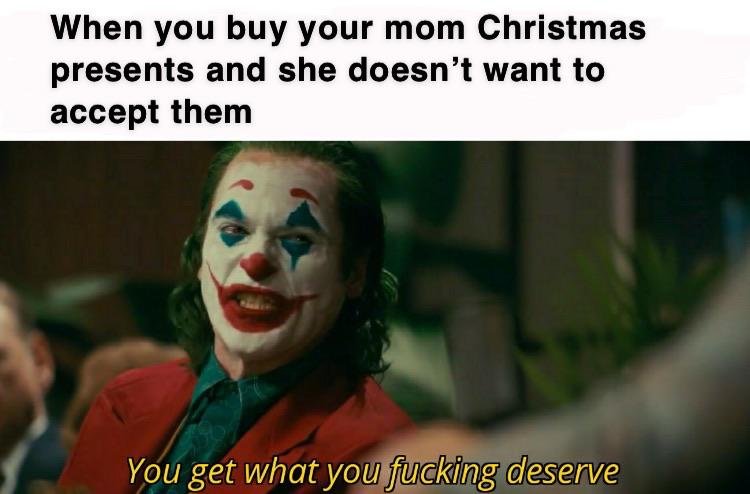 When you buy your mom Christmas
presents and she doesn’t want to
accept them
You get what you fucking deserve